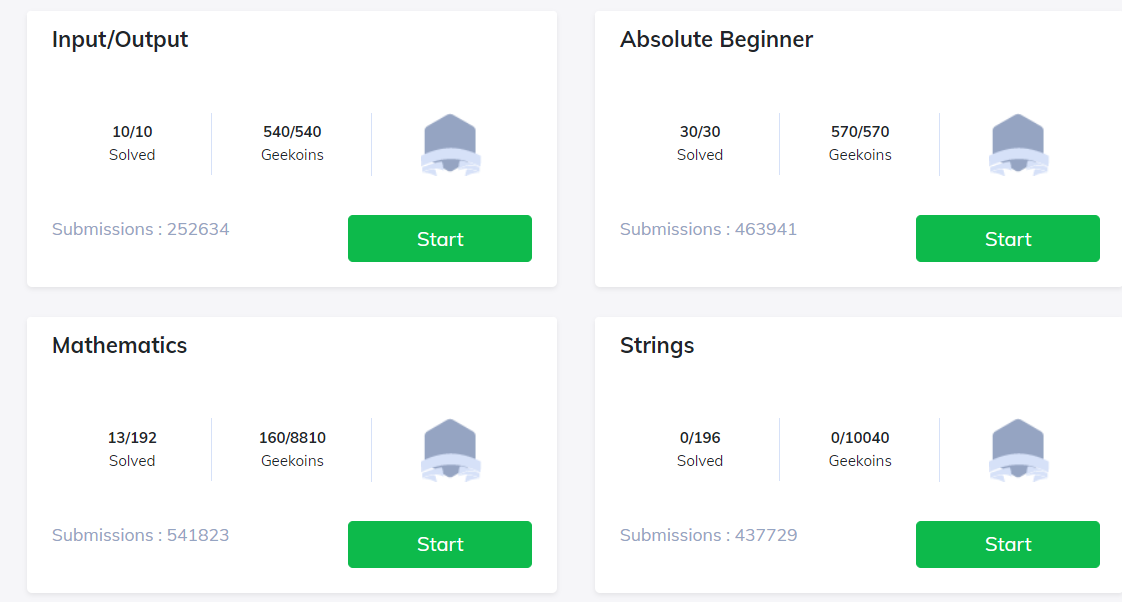 Input/Output
10/10
Solved
540/540
Geekoins
Submissions : 252634
Start
Absolute Beginner
30/30
Solved
570/570
Geekoins
Submissions : 463941
Start
Mathematics
13/192
Solved
160/8810
Geekoins
Submissions : 541823
Start
Strings
0/196
Solved
0/10040
Geekoins
Submissions : 437729
Start